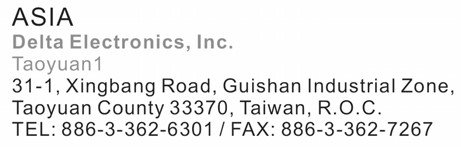 ASIA
Delta Electronics, Inc.
Taoyuan1
31-1, Xingbang Road, Guishan Industrial Zone,
Taoyuan County 33370, Taiwan, R.O.C.
TEL: 886-3-362-6301 / FAX: 886-3-362-7267